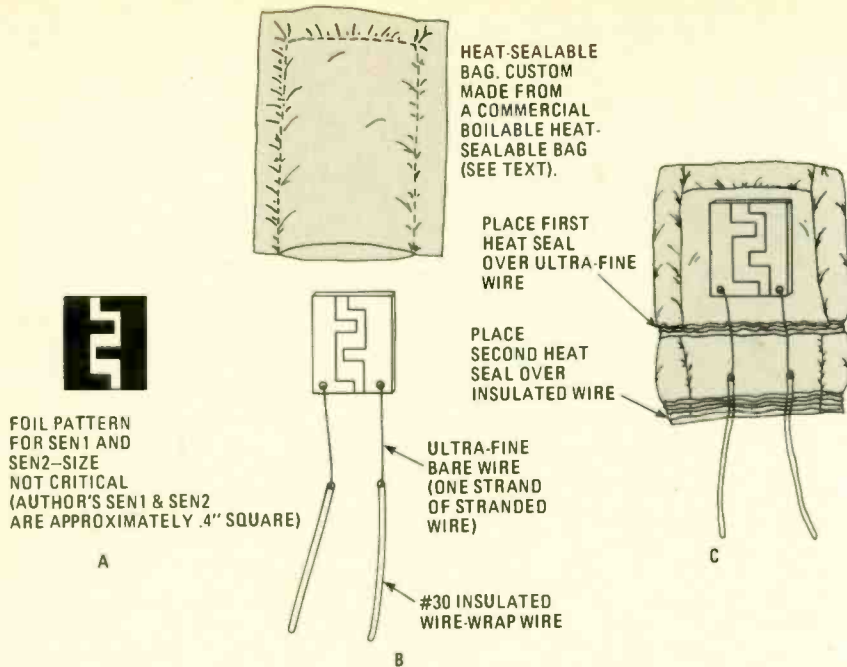 HEAT-SEALABLE
BAG. CUSTOM
MADE FROM
A COMMERCIAL
BOILABLE HEAT-
SEALABLE BAG
(SEE TEXT).
PLACE FIRST
HEAT SEAL
OVER ULTRA-FINE
WIRE
PLACE
SECOND HEAT
SEAL OVER
INSULATED WIRE
FOIL PATTERN
FOR SEN1 AND
SEN2–SIZE
NOT CRITICAL
(AUTHOR'S SEN1 & SEN2
ARE APPROXIMATELY .4" SQUARE)
A
ULTRA-FINE
BARE WIRE
(ONE STRAND
OF STRANDED
WIRE)
#30 INSULATED
WIRE-WRAP WIRE
B
C